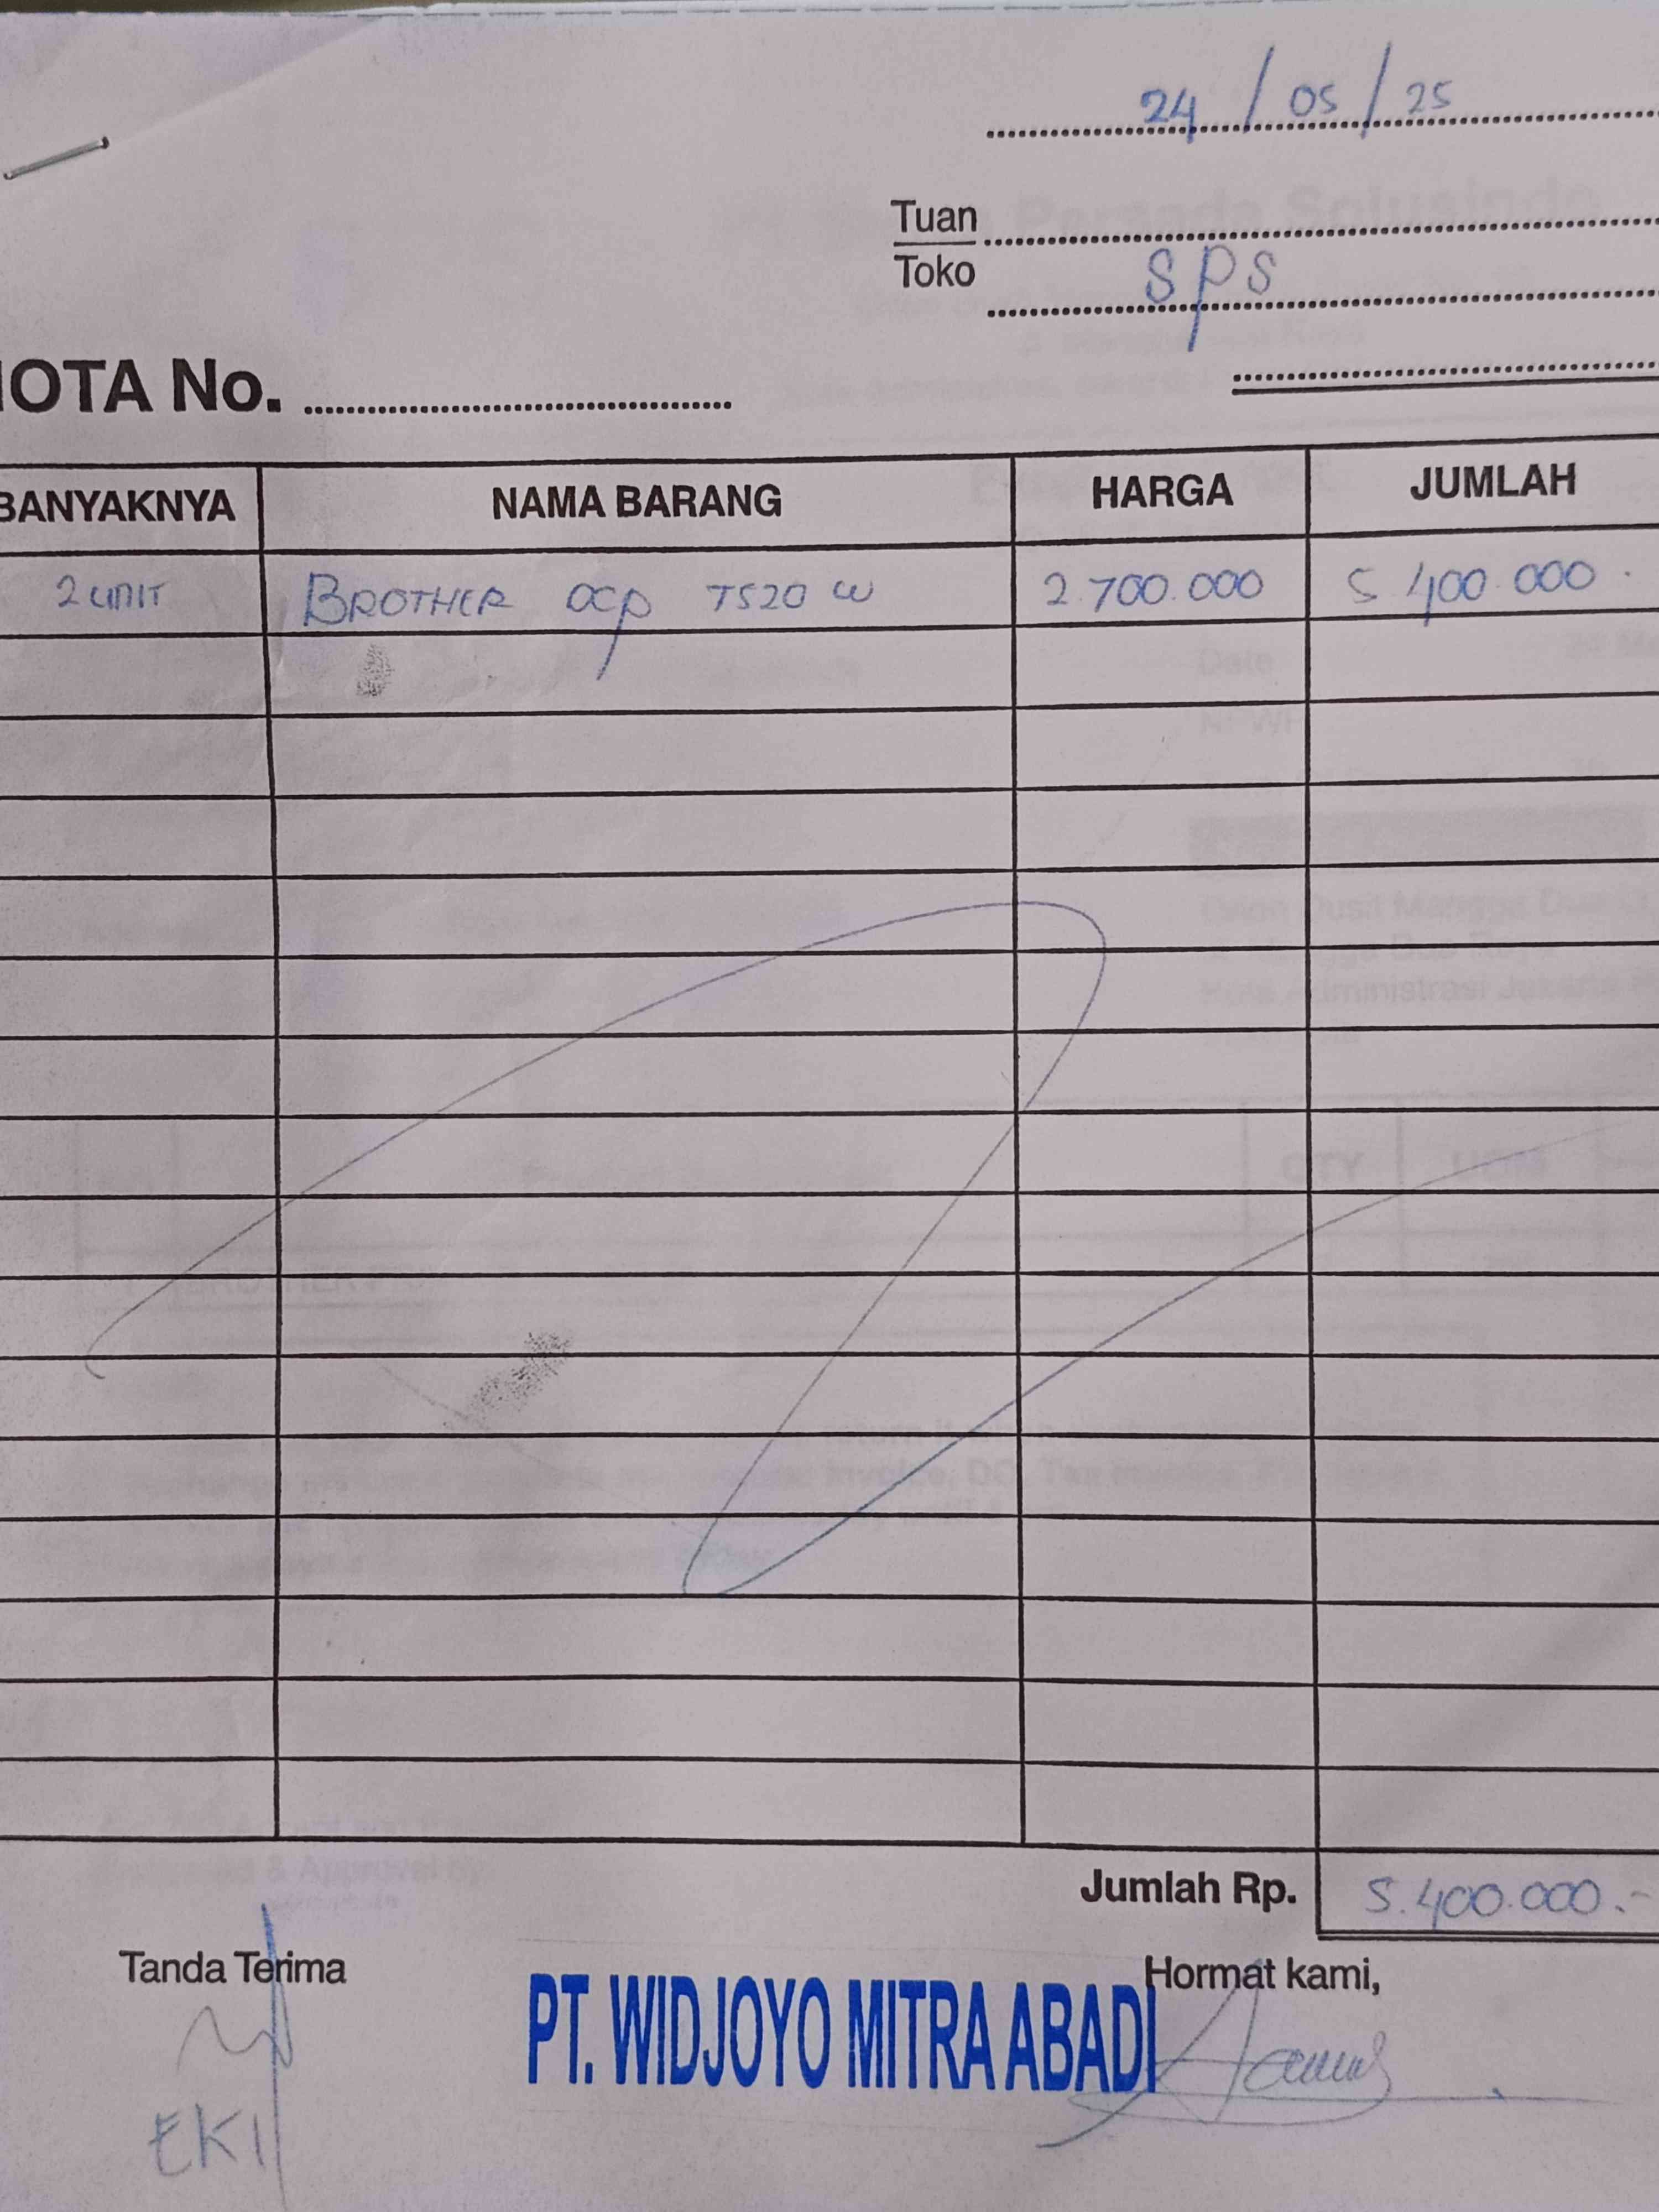 24 / 05 / 25
Tuan
Toko SPS
NOTA No.
BANYAKNYA NAMA BARANG HARGA JUMLAH
2 UNIT BROTHER DCP T520 W 2.700.000 5.400.000.
Jumlah Rp. 5.400.000.-
Tanda Terima Hormat kami,
PT. WIDJOYO MITRA ABADI
EKI